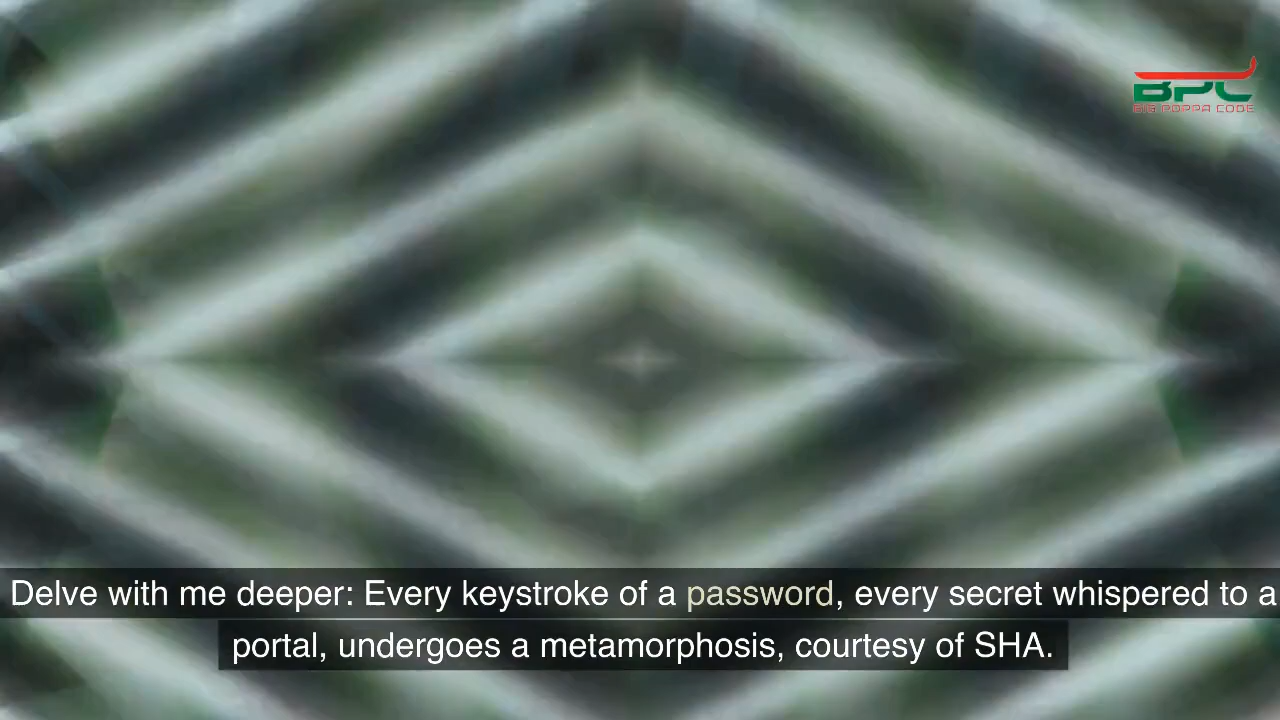 BPC
BIG POPPA CODE
Delve with me deeper: Every keystroke of a password, every secret whispered to a
portal, undergoes a metamorphosis, courtesy of SHA.